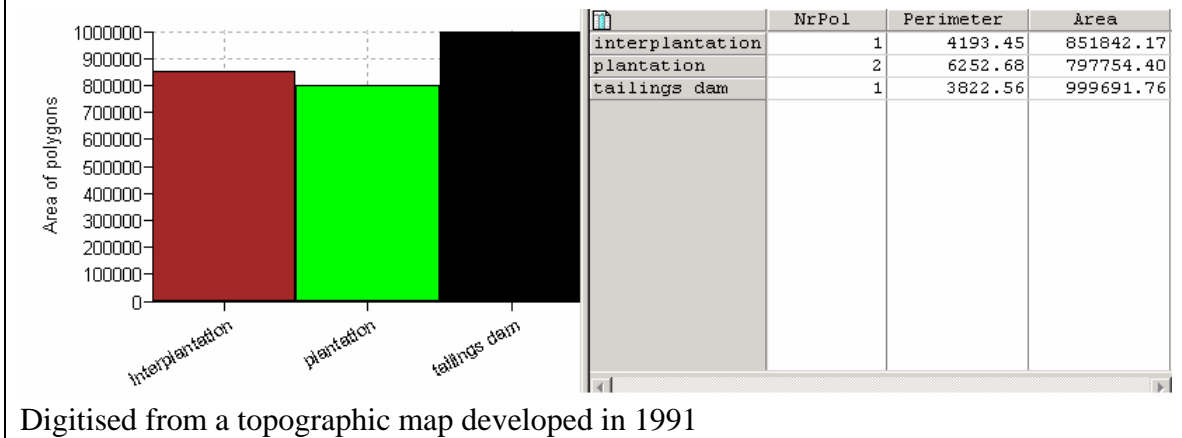 1000000
900000
800000
700000
600000
500000
400000
300000
200000
100000
0
Area of polygons
interplantation
plantation
tailings dam
NrPol Perimeter Area
interplantation 1 4193.45 851842.17
plantation 2 6252.68 797754.40
tailings dam 1 3822.56 999691.76
Digitised from a topographic map developed in 1991